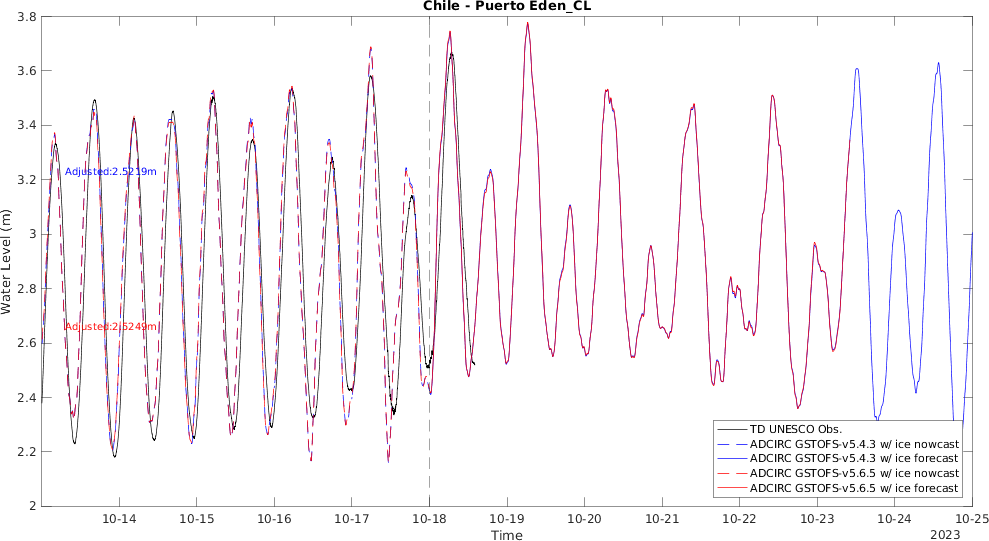 Chile - Puerto Eden_CL
3.8
3.6
3.4
3.2
3
2.8
2.6
2.4
2.2
2
Water Level (m)
Adjusted:2.5219m
Adjusted:2.5249m
TD UNESCO Obs.
ADCIRC GSTOFS-v5.4.3 w/ ice nowcast
ADCIRC GSTOFS-v5.4.3 w/ ice forecast
ADCIRC GSTOFS-v5.6.5 w/ ice nowcast
ADCIRC GSTOFS-v5.6.5 w/ ice forecast
10-14 10-15 10-16 10-17 10-18 10-19 10-20 10-21 10-22 10-23 10-24 10-25
Time
2023